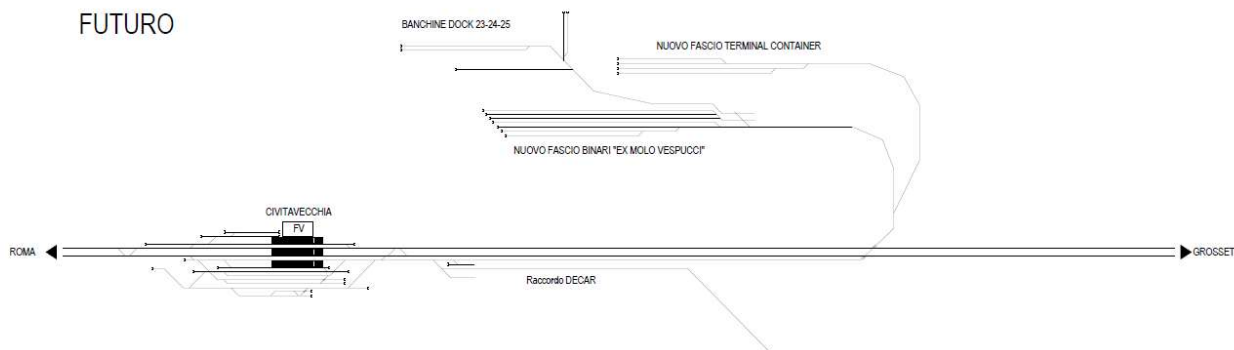 FUTURO
BANCHINE DOCK 23-24-25
NUOVO FASCIO TERMINAL CONTAINER
NUOVO FASCIO BINARI "EX MOLO VESPUCCI"
CIVITAVECCHIA
FV
ROMA
GROSSET
Raccordo DECAR